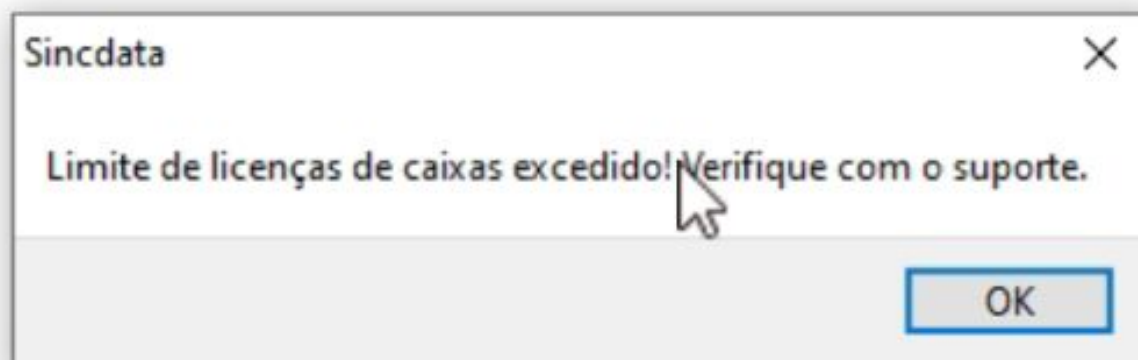 Sincdata
Limite de licenças de caixas excedido! Verifique com o suporte.
OK